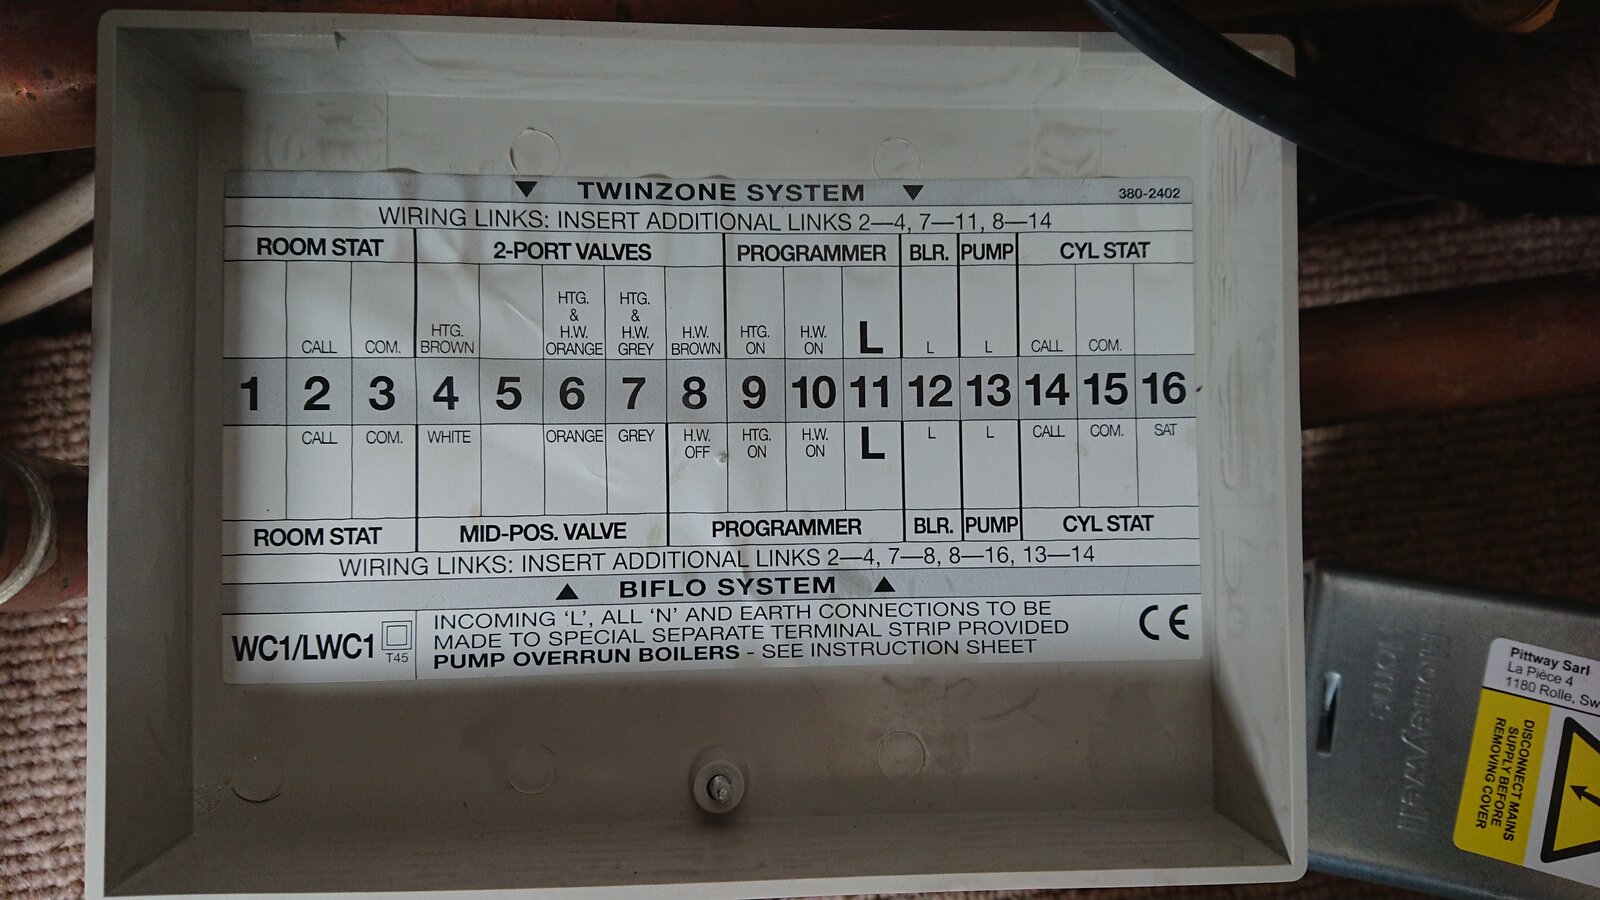 TWINZONE SYSTEM
380-2402
WIRING LINKS: INSERT ADDITIONAL LINKS 2—4, 7—11, 8—14
ROOM STAT 2-PORT VALVES PROGRAMMER BLR. PUMP CYL STAT
CALL COM. HTG. BROWN HTG. & H.W. ORANGE HTG. & H.W. GREY H.W. BROWN HTG. ON H.W. ON L L L CALL COM.
1 2 3 4 5 6 7 8 9 10 11 12 13 14 15 16
CALL COM. WHITE ORANGE GREY H.W. OFF HTG. ON H.W. ON L L L CALL COM. SAT
ROOM STAT MID-POS. VALVE PROGRAMMER BLR. PUMP CYL STAT
WIRING LINKS: INSERT ADDITIONAL LINKS 2—4, 7—8, 8—16, 13—14
BIFLO SYSTEM
WC1/LWC1
T45
INCOMING 'L', ALL 'N' AND EARTH CONNECTIONS TO BE
MADE TO SPECIAL SEPARATE TERMINAL STRIP PROVIDED
PUMP OVERRUN BOILERS - SEE INSTRUCTION SHEET
CE
Honeywell
Pittway Sarl
La Pièce 4
1180 Rolle, Sw
DISCONNECT MAINS
SUPPLY BEFORE
REMOVING COVER